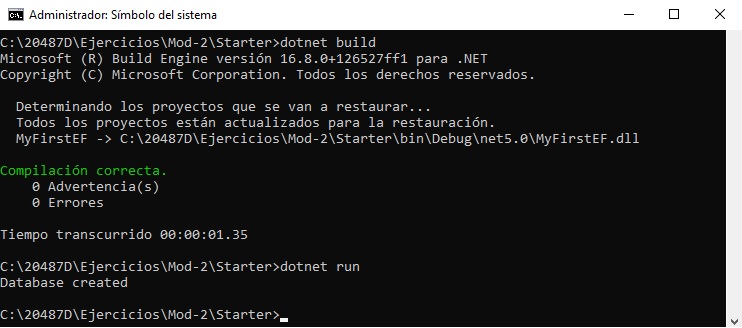 Administrador: Símbolo del sistema
C:\20487D\Ejercicios\Mod-2\Starter>dotnet build
Microsoft (R) Build Engine versión 16.8.0+126527ff1 para .NET
Copyright (C) Microsoft Corporation. Todos los derechos reservados.
  Determinando los proyectos que se van a restaurar...
  Todos los proyectos están actualizados para la restauración.
  MyFirstEF -> C:\20487D\Ejercicios\Mod-2\Starter\bin\Debug\net5.0\MyFirstEF.dll
Compilación correcta.
    0 Advertencia(s)
    0 Errores
Tiempo transcurrido 00:00:01.35
C:\20487D\Ejercicios\Mod-2\Starter>dotnet run
Database created
C:\20487D\Ejercicios\Mod-2\Starter>